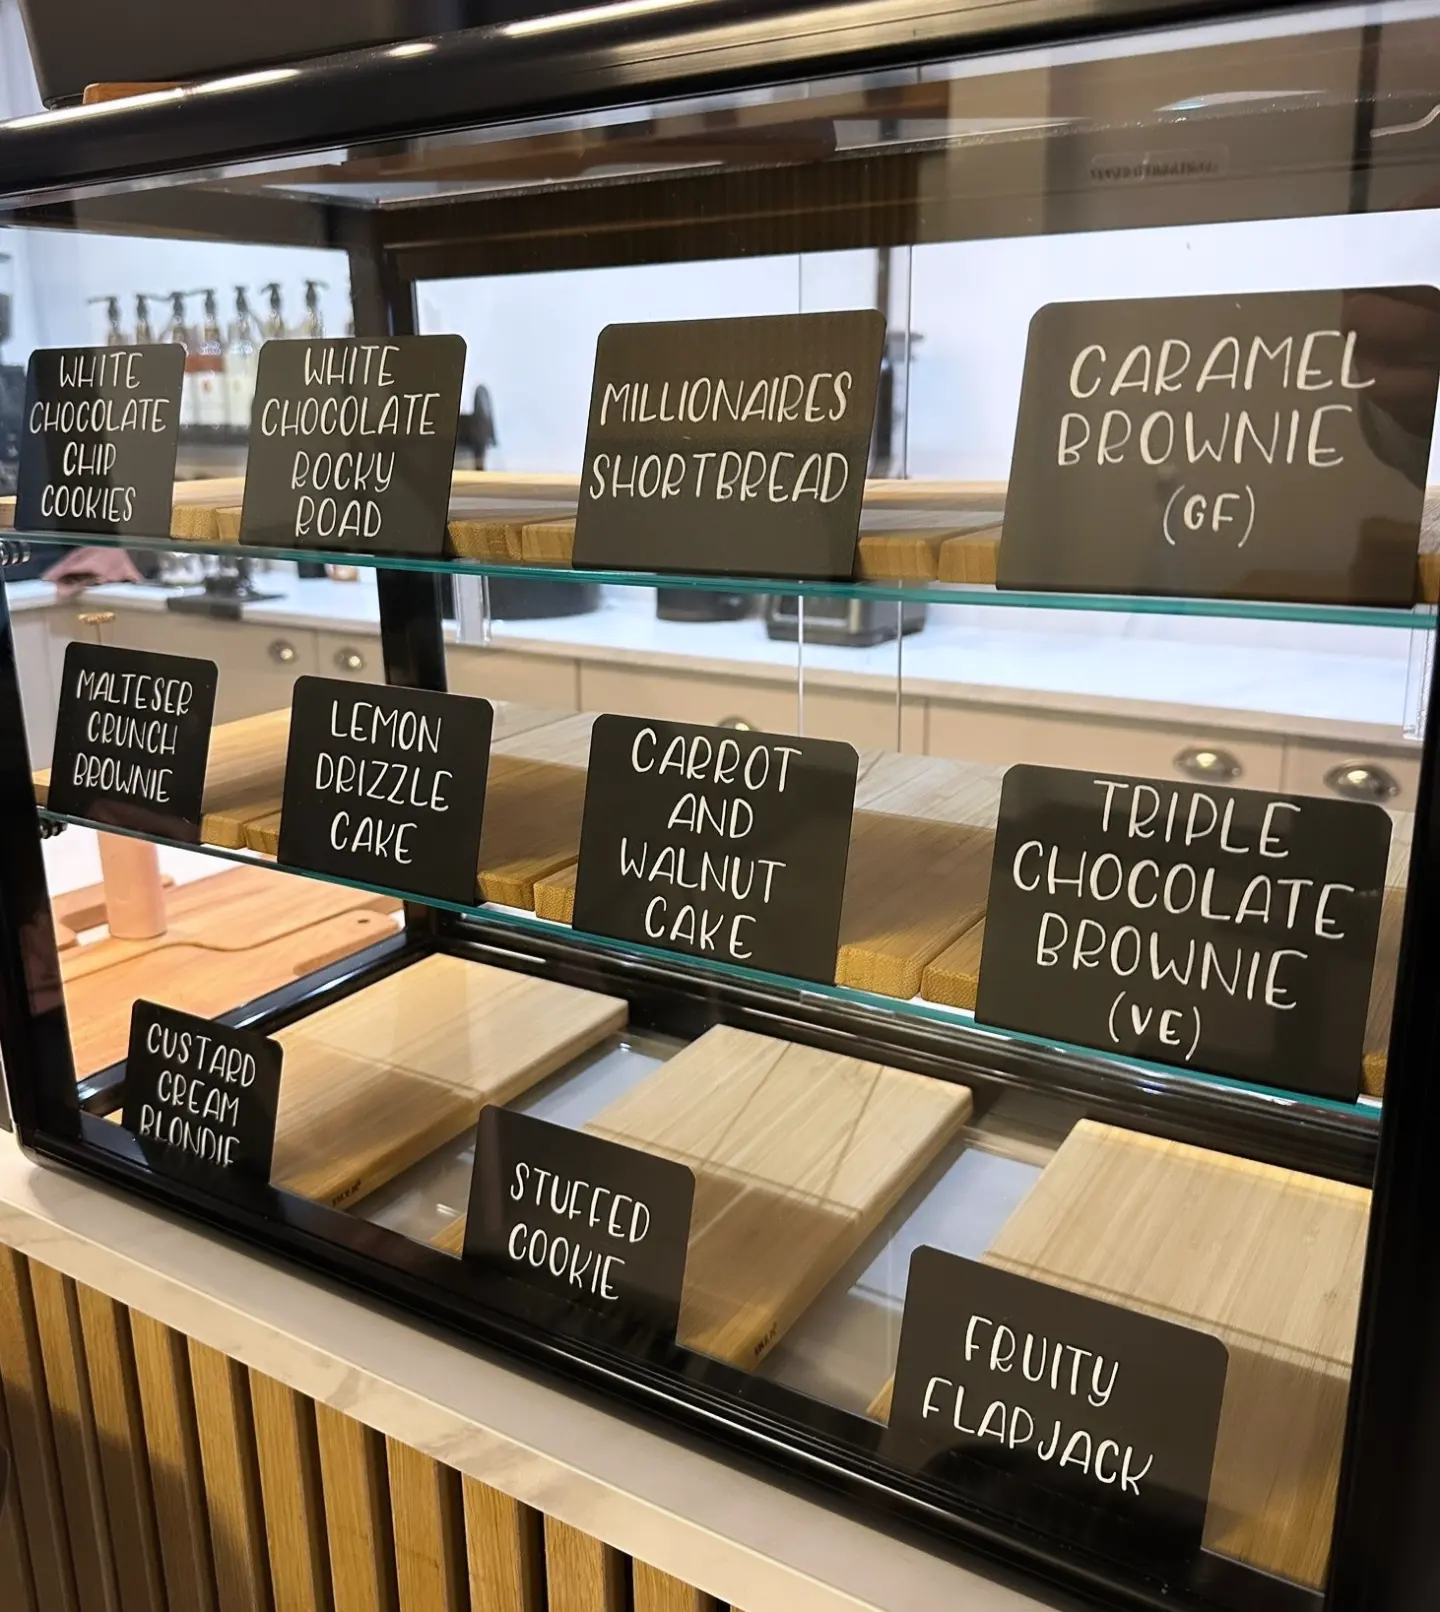 WHITE
CHOCOLATE
CHIP
COOKIES
WHITE
CHOCOLATE
ROCKY
ROAD
MILLIONAIRES
SHORTBREAD
CARAMEL
BROWNIE
(GF)
MALTESER
CRUNCH
BROWNIE
LEMON
DRIZZLE
CAKE
CARROT
AND
WALNUT
CAKE
TRIPLE
CHOCOLATE
BROWNIE
(VE)
CUSTARD
CREAM
BLONDIE
STUFFED
COOKIE
FRUITY
FLAPJACK